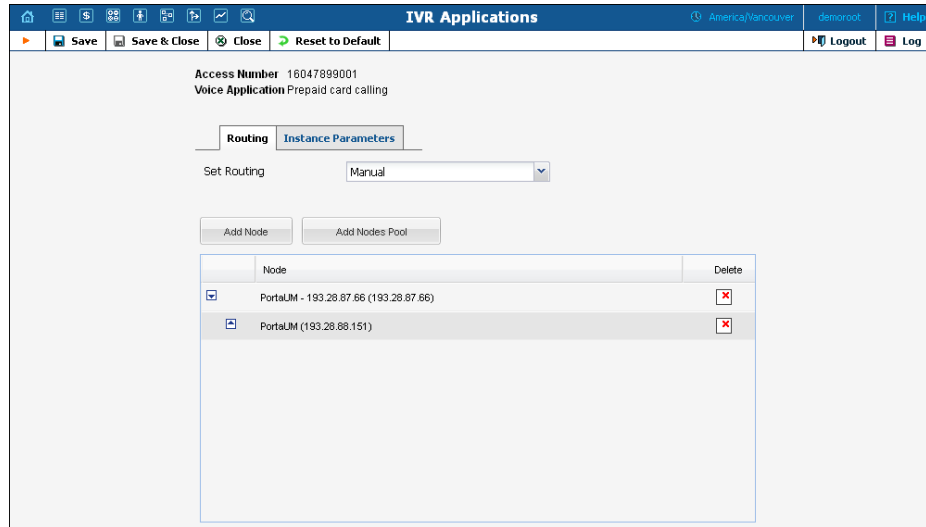 IVR Applications
America/Vancouver
demoroot
? Help
Save
Save & Close
Close
Reset to Default
Logout
Log
Access Number 16047899001
Voice Application Prepaid card calling
Routing
Instance Parameters
Set Routing
Manual
Add Node
Add Nodes Pool
Node
Delete
PortaUM - 193.28.87.66 (193.28.87.66)
PortaUM (193.28.88.151)